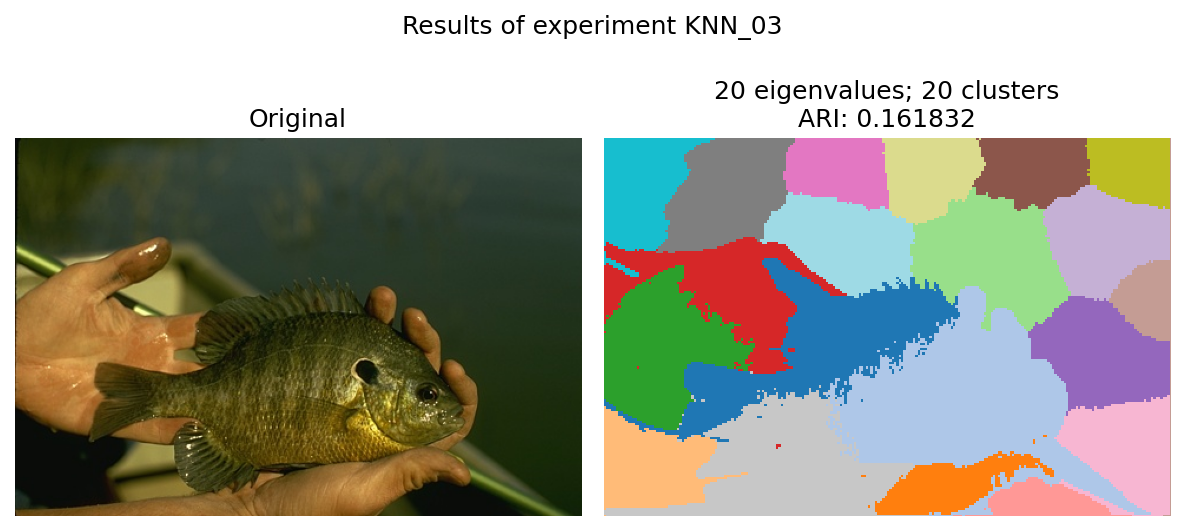 Results of experiment KNN_03
Original
20 eigenvalues; 20 clusters
ARI: 0.161832